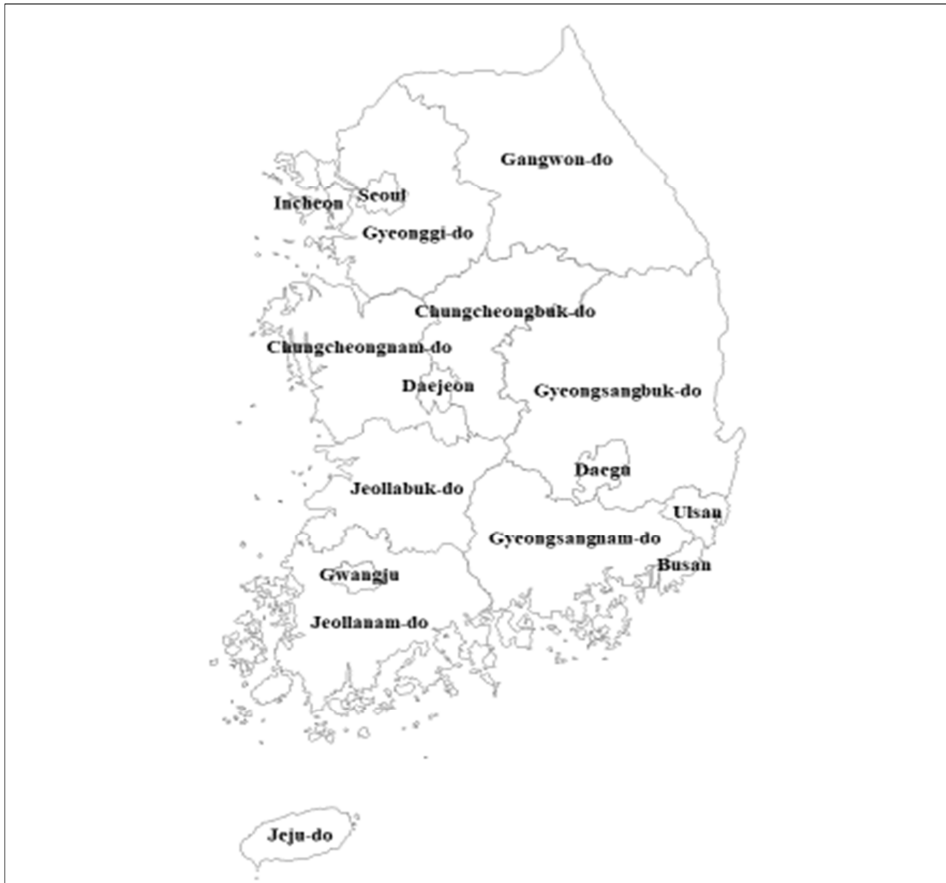 Gangwon-do
Seoul
Incheon
Gyeonggi-do
Chungcheongbuk-do
Chungcheongnam-do
Daejeon
Gyeongsangbuk-do
Daegu
Jeollabuk-do
Ulsan
Gyeongsangnam-do
Busan
Gwangju
Jeollanam-do
Jeju-do